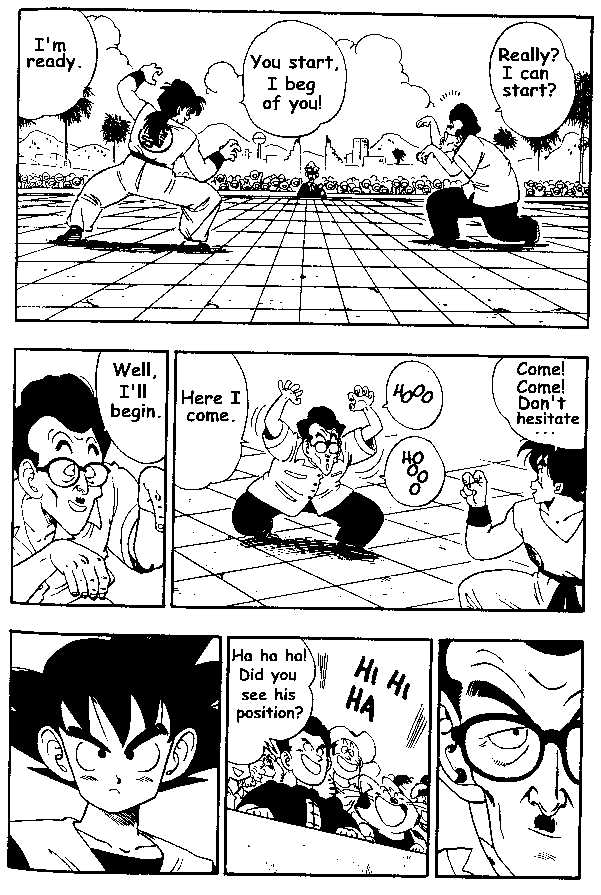 I'm
ready.
You start,
I beg
of you!
Really?
I can
start?
Well,
I'll
begin.
Here I
come.
HOOO
HO
O
O
O
Come!
Come!
Don't
hesitate
...
Ha ha ha!
Did you
see his
position?
HI HI
HA